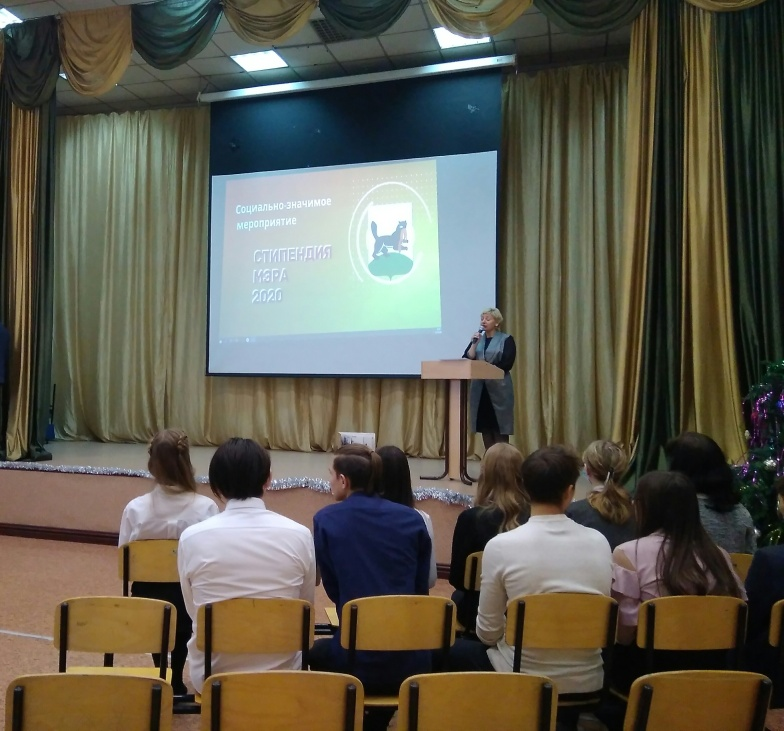 Социально-значимое
мероприятие
СТИПЕНДИЯ
МЭРА
2020